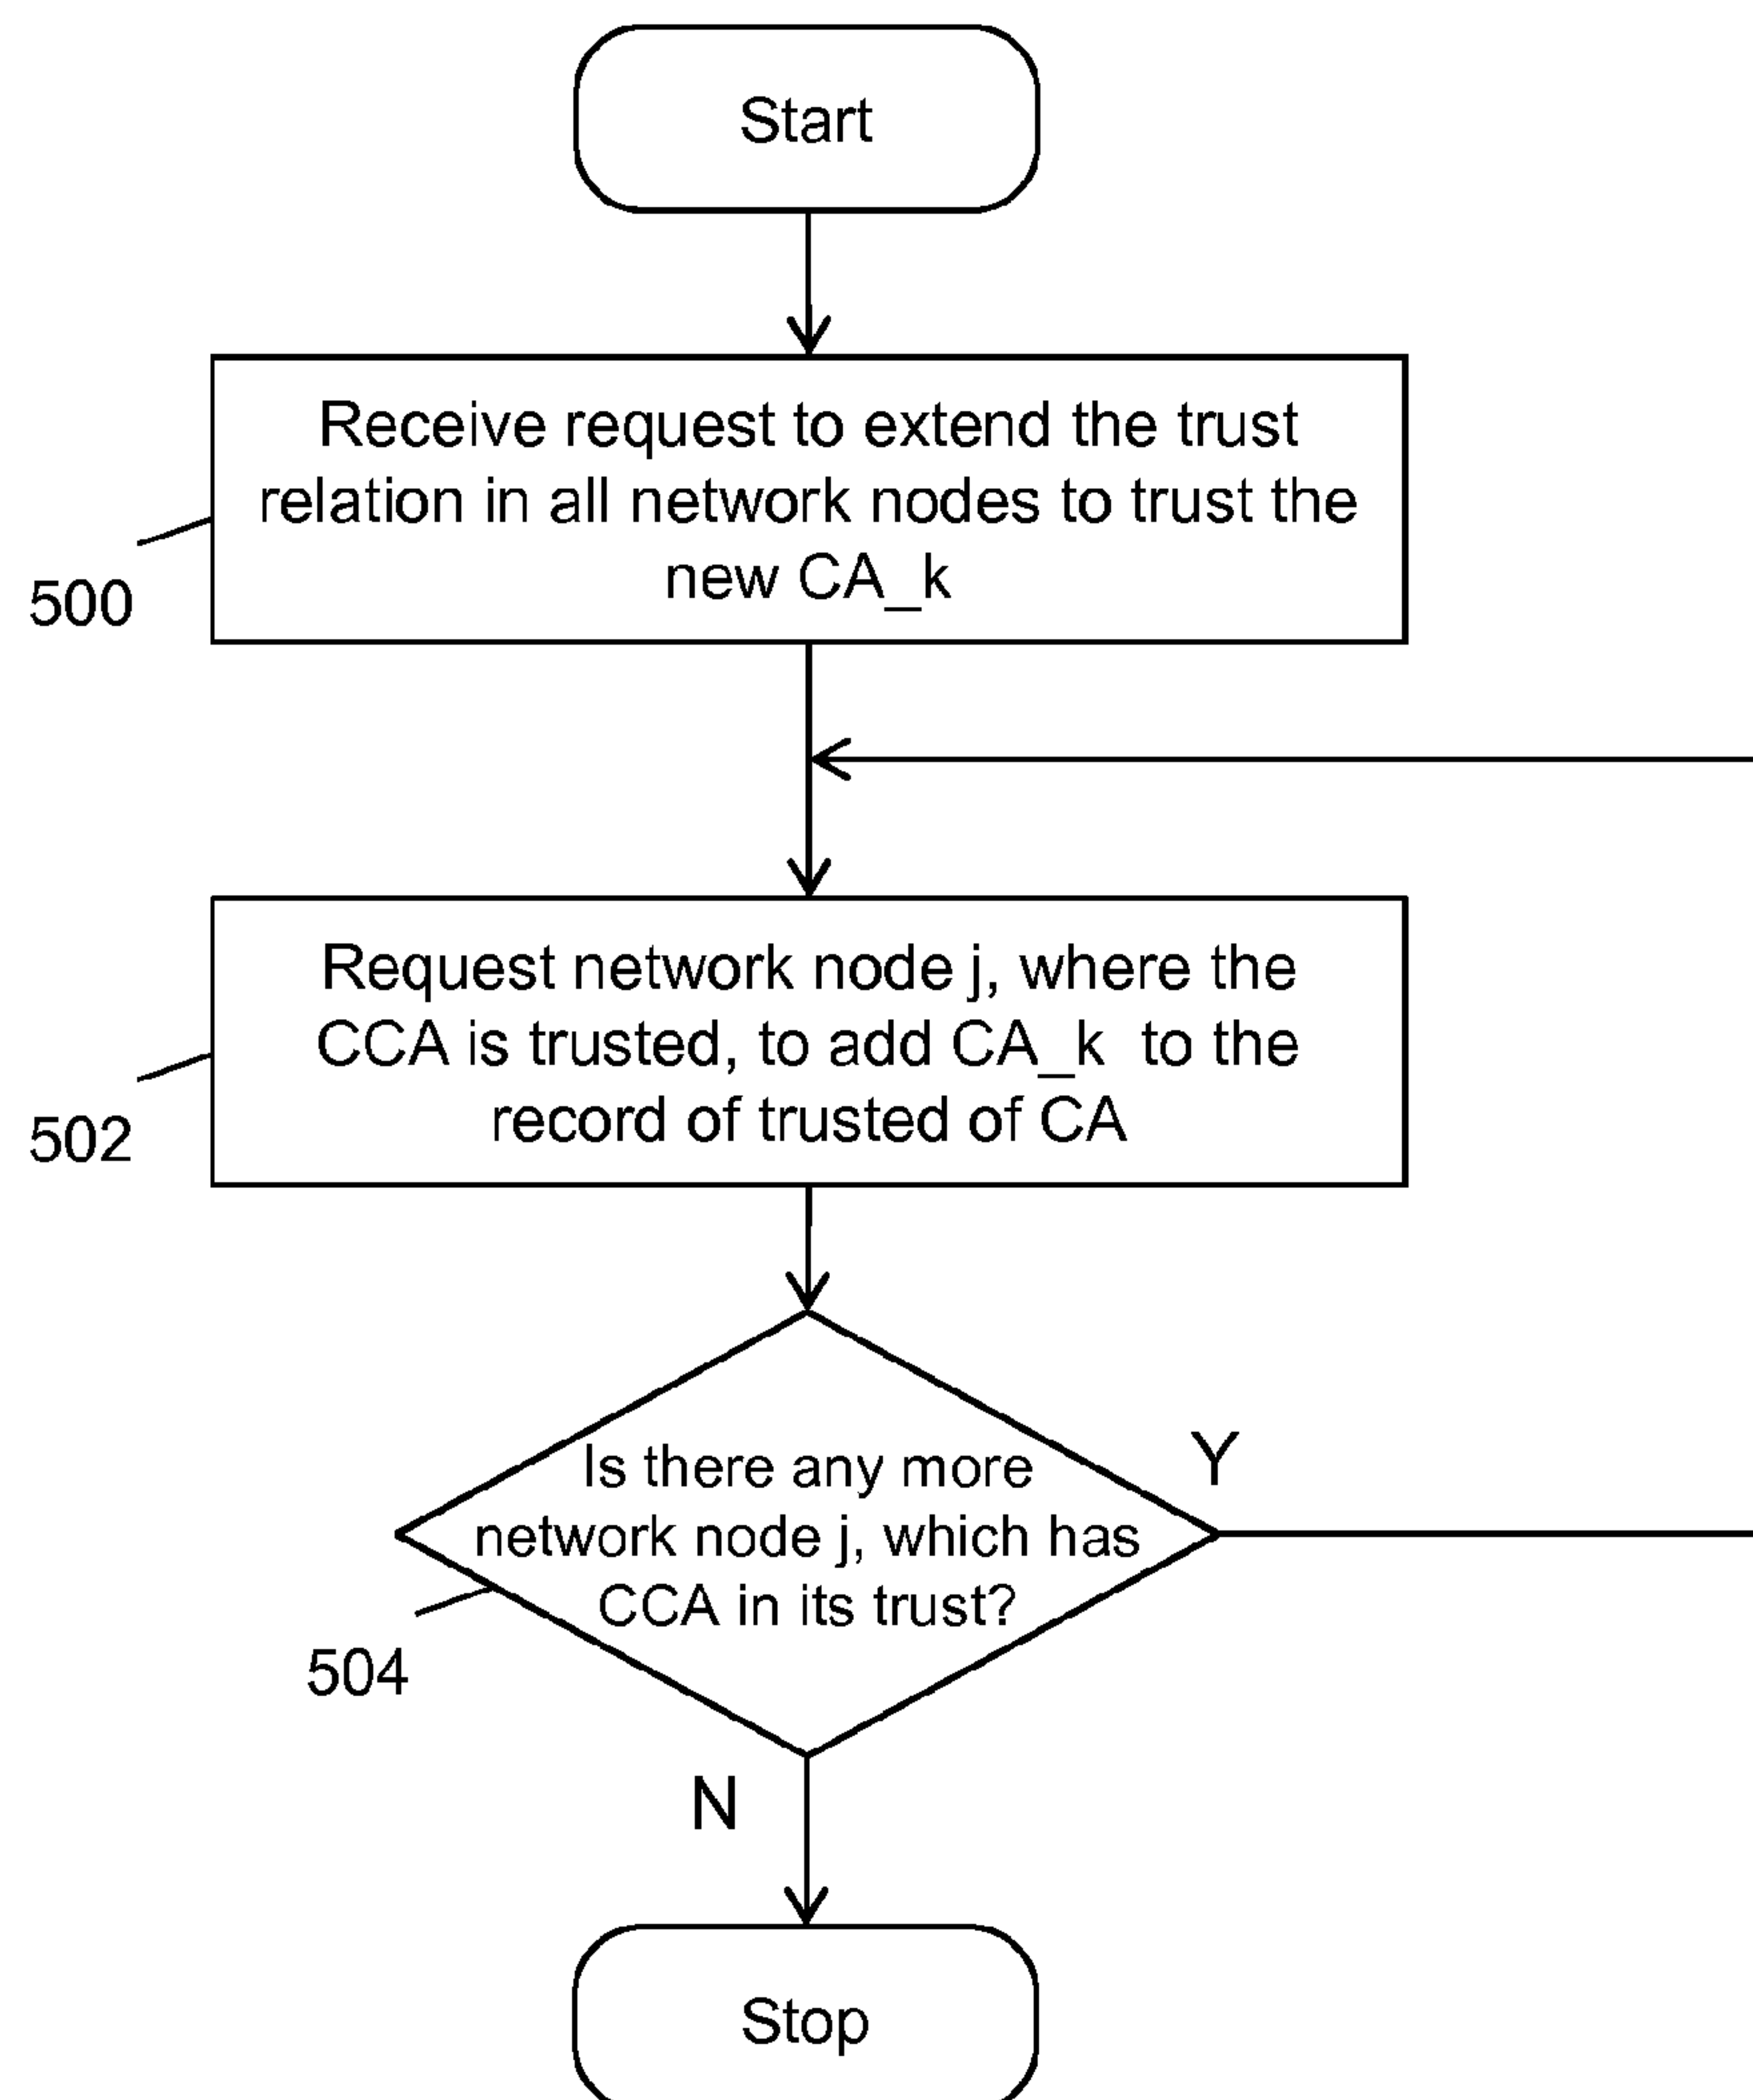 Start
Receive request to extend the trust
relation in all network nodes to trust the
new CA_k
500
Request network node j, where the
CCA is trusted, to add CA_k to the
record of trusted of CA
502
Is there any more
network node j, which has
CCA in its trust?
Y
504
N
Stop